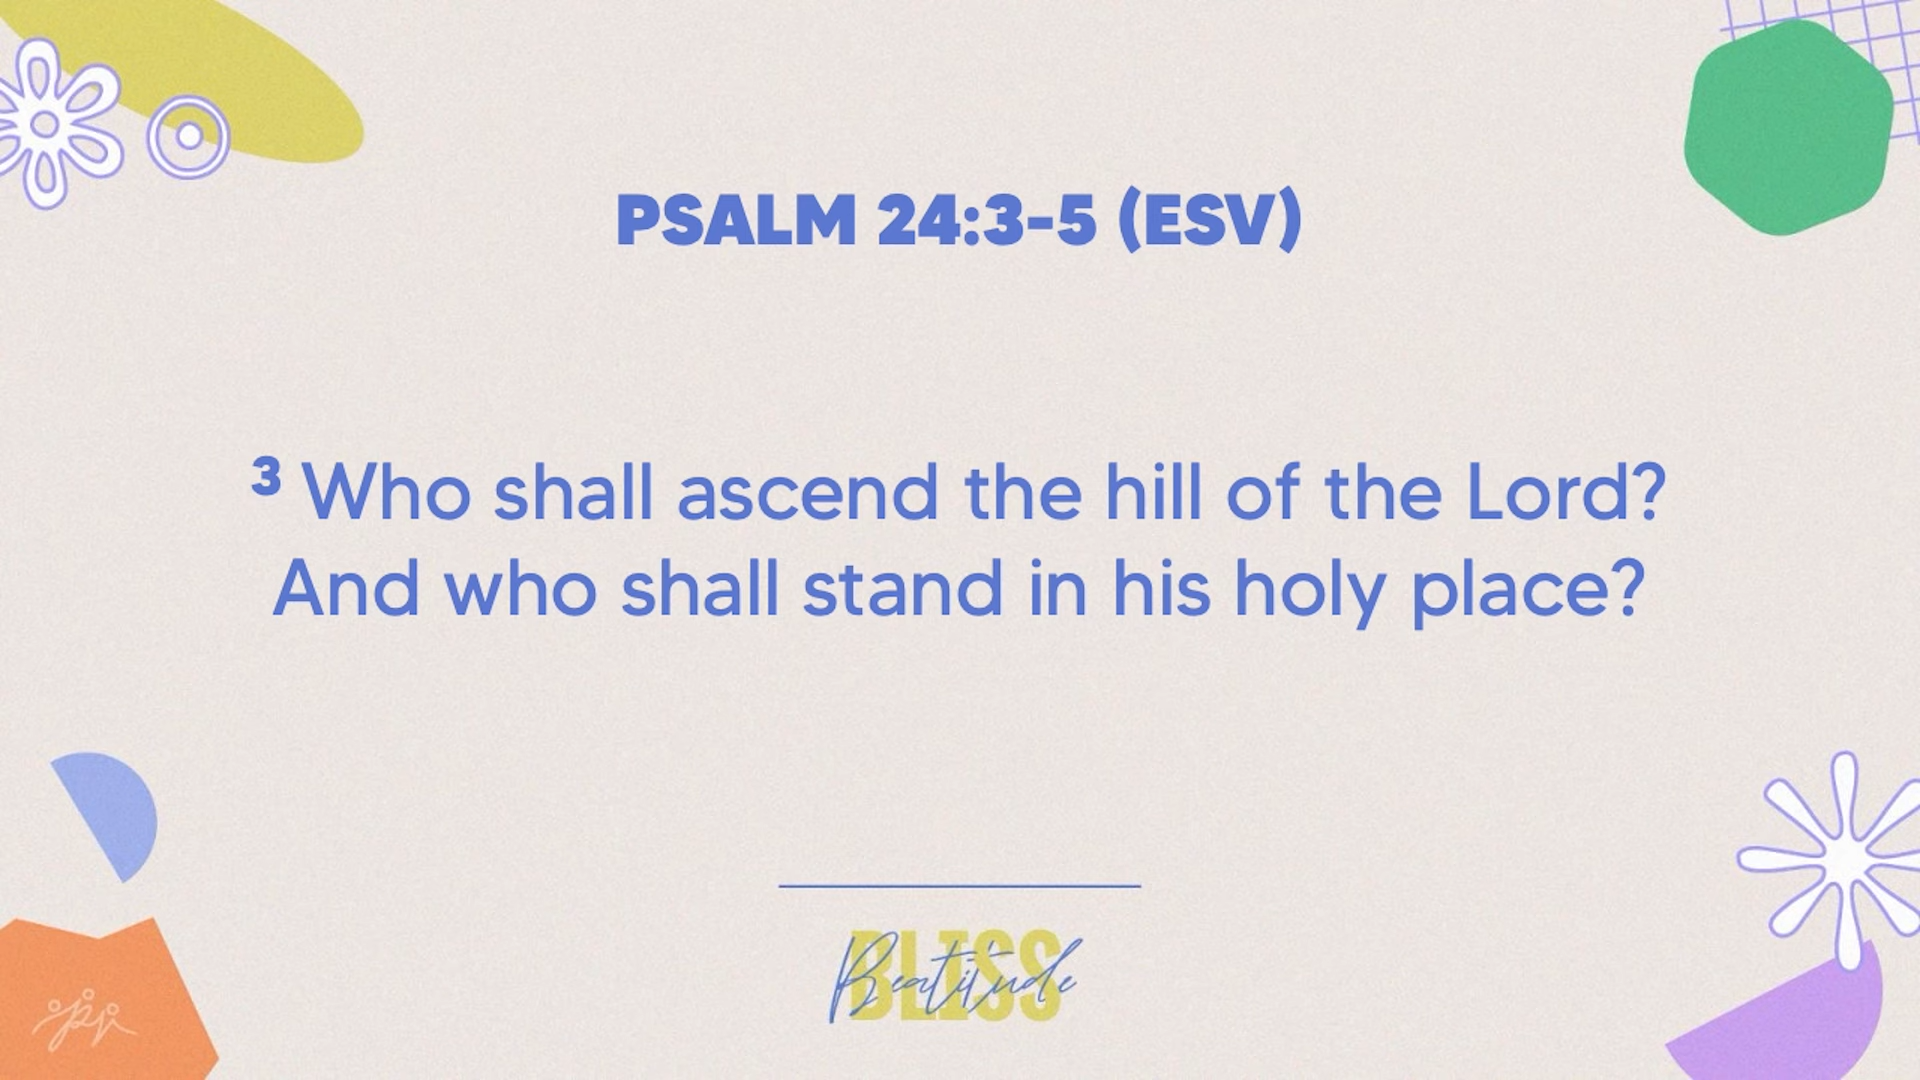 PSALM 24:3-5 (ESV)
³ Who shall ascend the hill of the Lord?
And who shall stand in his holy place?
BLISS
Beatitude